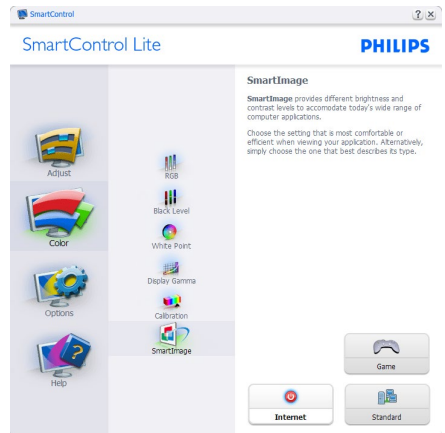 SmartControl
SmartControl Lite
PHILIPS
Adjust
Color
Options
Help
RGB
Black Level
White Point
Display Gamma
Calibration
SmartImage
SmartImage
SmartImage provides different brightness and
contrast levels to accomodate today's wide range of
computer applications.
Choose the setting that is most comfortable or
efficient when viewing your application. Alternatively,
simply choose the one that best describes its type.
Game
Internet
Standard